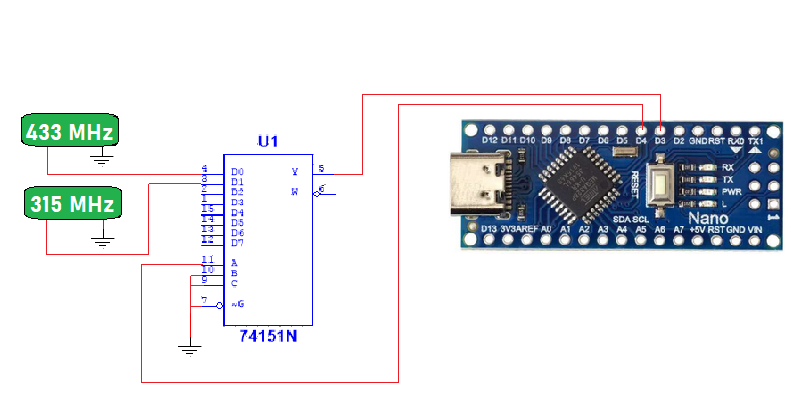 433 MHz
315 MHz
U1
4 D0
3 D1
2 D2
1 D3
15 D4
14 D5
13 D6
12 D7
11 A
10 B
9 C
7 ~G
Y 5
W 6
74151N
D12 D11 D10 D9 D8 D7 D6 D5 D4 D3 D2 GND RST RX0 TX1
RESET
RX
TX
PWR
L
SDA SCL
Nano
1
D13 3V3 AREF A0 A1 A2 A3 A4 A5 A6 A7 +5V RST GND VIN